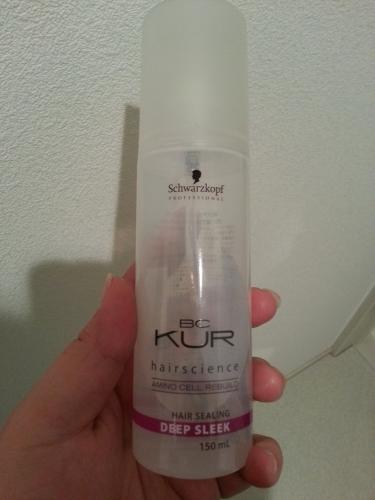 Schwarzkopf
PROFESSIONAL
BC
KUR
hairscience
AMINO CELL REBUILD
HAIR SEALING
DEEP SLEEK
150 mL